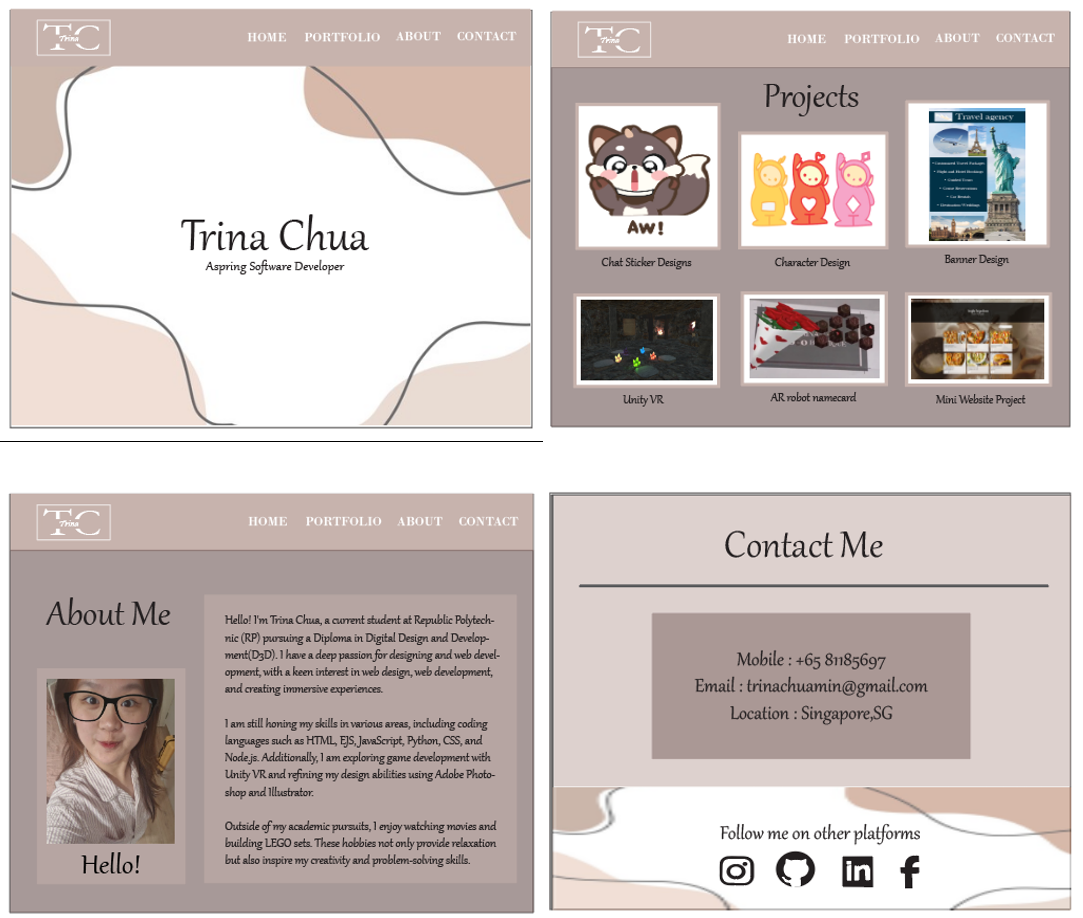 TC
Trina
HOME PORTFOLIO ABOUT CONTACT
Trina Chua
Aspring Software Developer
TC
Trina
HOME PORTFOLIO ABOUT CONTACT
Projects
AW!
Chat Sticker Designs
Character Design
Travel agency
Banner Design
Unity VR
AR robot namecard
Mini Website Project
TC
Trina
HOME PORTFOLIO ABOUT CONTACT
About Me
Hello!
Hello! I'm Trina Chua, a current student at Republic Polytech-
nic (RP) pursuing a Diploma in Digital Design and Develop-
ment(D3D). I have a deep passion for designing and web devel-
opment, with a keen interest in web design, web development,
and creating immersive experiences.
I am still honing my skills in various areas, including coding
languages such as HTML, EJS, JavaScript, Python, CSS, and
Node.js. Additionally, I am exploring game development with
Unity VR and refining my design abilities using Adobe Photo-
shop and Illustrator.
Outside of my academic pursuits, I enjoy watching movies and
building LEGO sets. These hobbies not only provide relaxation
but also inspire my creativity and problem-solving skills.
Contact Me
Mobile : +65 81185697
Email : trinachuamin@gmail.com
Location : Singapore,SG
Follow me on other platforms